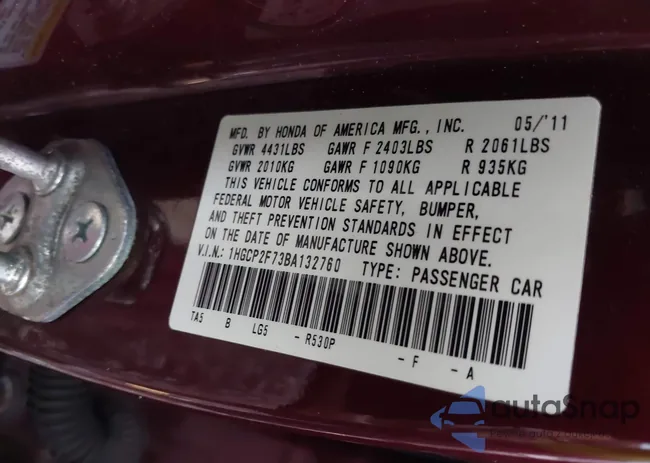 MFD. BY HONDA OF AMERICA MFG., INC. 05/'11
GVWR 4431LBS GAWR F 2403LBS R 2061LBS
GVWR 2010KG GAWR F 1090KG R 935KG
THIS VEHICLE CONFORMS TO ALL APPLICABLE
FEDERAL MOTOR VEHICLE SAFETY, BUMPER,
AND THEFT PREVENTION STANDARDS IN EFFECT
ON THE DATE OF MANUFACTURE SHOWN ABOVE.
V.I.N.: 1HGCP2F73BA132760 TYPE: PASSENGER CAR
TA5 B LG5 - R530P - F - A
autoSnap